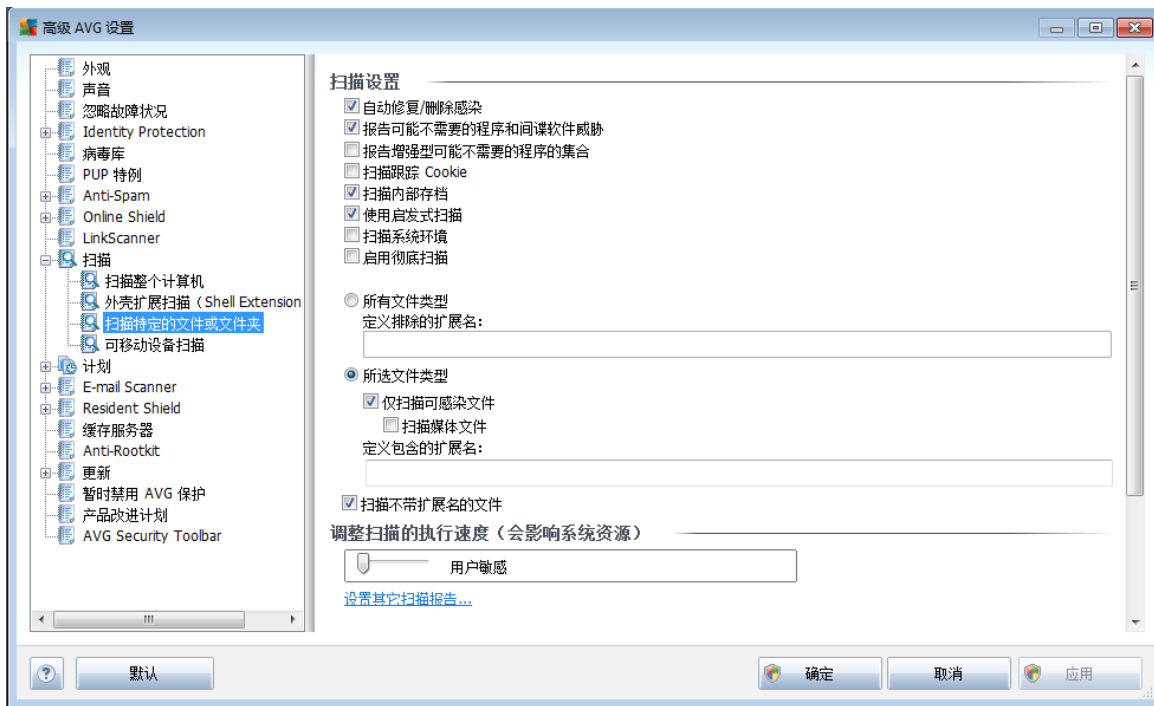 高级 AVG 设置
外观
声音
忽略故障状况
Identity Protection
病毒库
PUP 特例
Anti-Spam
Online Shield
LinkScanner
扫描
扫描整个计算机
外壳扩展扫描（Shell Extension
扫描特定的文件或文件夹
可移动设备扫描
计划
E-mail Scanner
Resident Shield
缓存服务器
Anti-Rootkit
更新
暂时禁用 AVG 保护
产品改进计划
AVG Security Toolbar
扫描设置
自动修复/删除感染
报告可能不需要的程序和间谍软件威胁
报告增强型可能不需要的程序的集合
扫描跟踪 Cookie
扫描内部存档
使用启发式扫描
扫描系统环境
启用彻底扫描
所有文件类型
定义排除的扩展名：
所选文件类型
仅扫描可感染文件
扫描媒体文件
定义包含的扩展名：
扫描不带扩展名的文件
调整扫描的执行速度（会影响系统资源）
用户敏感
设置其它扫描报告...
默认
确定
取消
应用